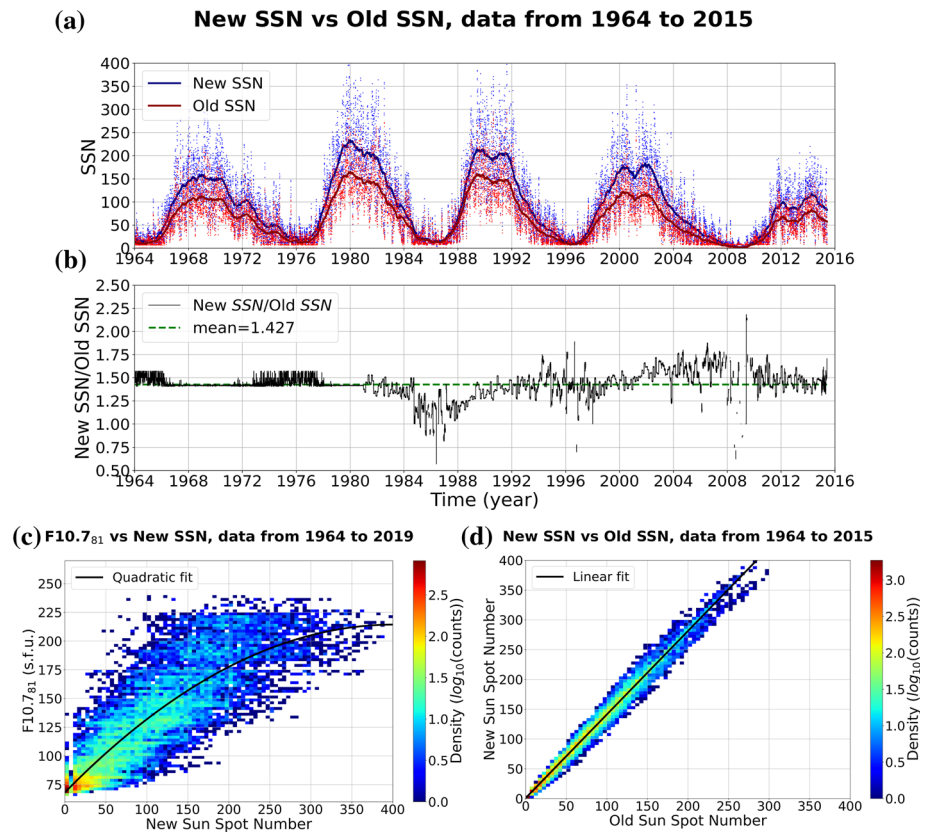 (a) New SSN vs Old SSN, data from 1964 to 2015
400
350
300
250
200
150
100
50
0
SSN
New SSN
Old SSN
1964 1968 1972 1976 1980 1984 1988 1992 1996 2000 2004 2008 2012 2016
(b)
2.50
2.25
2.00
1.75
1.50
1.25
1.00
0.75
0.50
New SSN/Old SSN
New SSN/Old SSN
mean=1.427
1964 1968 1972 1976 1980 1984 1988 1992 1996 2000 2004 2008 2012 2016
Time (year)
(c) F10.7₈₁ vs New SSN, data from 1964 to 2019
250
225
200
175
150
125
100
75
F10.7₈₁ (s.f.u.)
Quadratic fit
0 50 100 150 200 250 300 350 400
New Sun Spot Number
2.5
2.0
1.5
1.0
0.5
0.0
Density (log₁₀(counts))
(d) New SSN vs Old SSN, data from 1964 to 2015
400
350
300
250
200
150
100
50
0
New Sun Spot Number
Linear fit
0 50 100 150 200 250 300 350 400
Old Sun Spot Number
3.0
2.5
2.0
1.5
1.0
0.5
0.0
Density (log₁₀(counts))